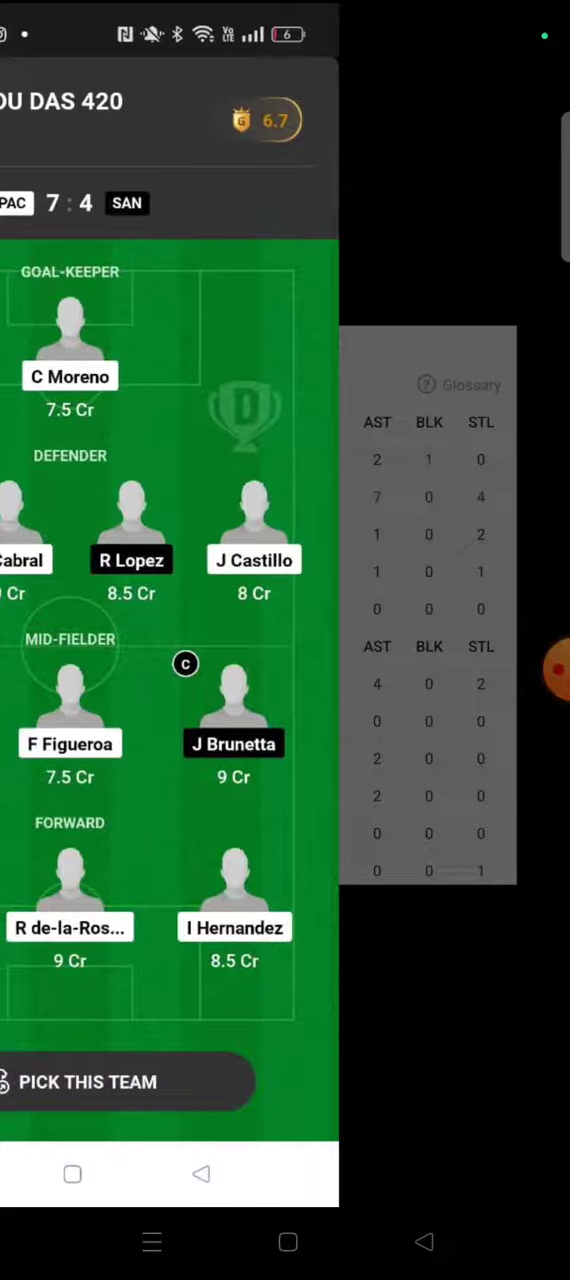 VO
LTE
6
OU DAS 420
G 6.7
PAC 7 : 4 SAN
GOAL-KEEPER
C Moreno
7.5 Cr
DEFENDER
Cabral R Lopez J Castillo
Cr 8.5 Cr 8 Cr
MID-FIELDER
C
F Figueroa J Brunetta
7.5 Cr 9 Cr
FORWARD
R de-la-Ros... I Hernandez
9 Cr 8.5 Cr
PICK THIS TEAM
? Glossary
AST BLK STL
2 1 0
7 0 4
1 0 2
1 0 1
0 0 0
AST BLK STL
4 0 2
0 0 0
2 0 0
2 0 0
0 0 0
0 0 1